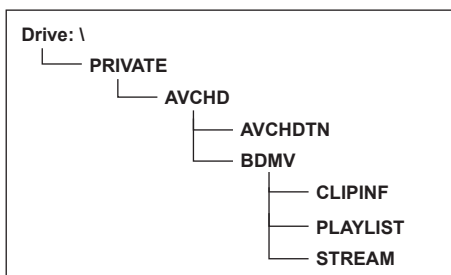 Drive: \
PRIVATE
AVCHD
AVCHDTN
BDMV
CLIPINF
PLAYLIST
STREAM